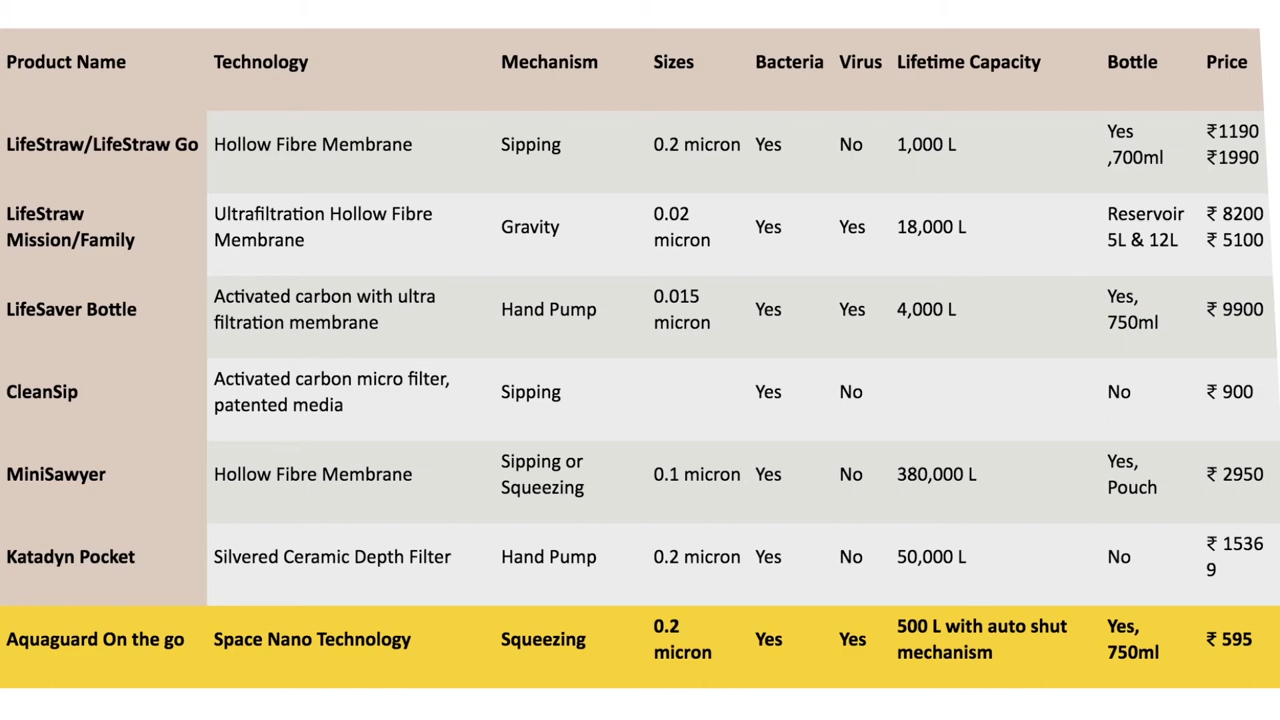 Product Name Technology Mechanism Sizes Bacteria Virus Lifetime Capacity Bottle Price
LifeStraw/LifeStraw Go Hollow Fibre Membrane Sipping 0.2 micron Yes No 1,000 L Yes ,700ml ₹1190 ₹1990
LifeStraw Mission/Family Ultrafiltration Hollow Fibre Membrane Gravity 0.02 micron Yes Yes 18,000 L Reservoir 5L & 12L ₹ 8200 ₹ 5100
LifeSaver Bottle Activated carbon with ultra filtration membrane Hand Pump 0.015 micron Yes Yes 4,000 L Yes, 750ml ₹ 9900
CleanSip Activated carbon micro filter, patented media Sipping Yes No No ₹ 900
MiniSawyer Hollow Fibre Membrane Sipping or Squeezing 0.1 micron Yes No 380,000 L Yes, Pouch ₹ 2950
Katadyn Pocket Silvered Ceramic Depth Filter Hand Pump 0.2 micron Yes No 50,000 L No ₹ 1536 9
Aquaguard On the go Space Nano Technology Squeezing 0.2 micron Yes Yes 500 L with auto shut mechanism Yes, 750ml ₹ 595